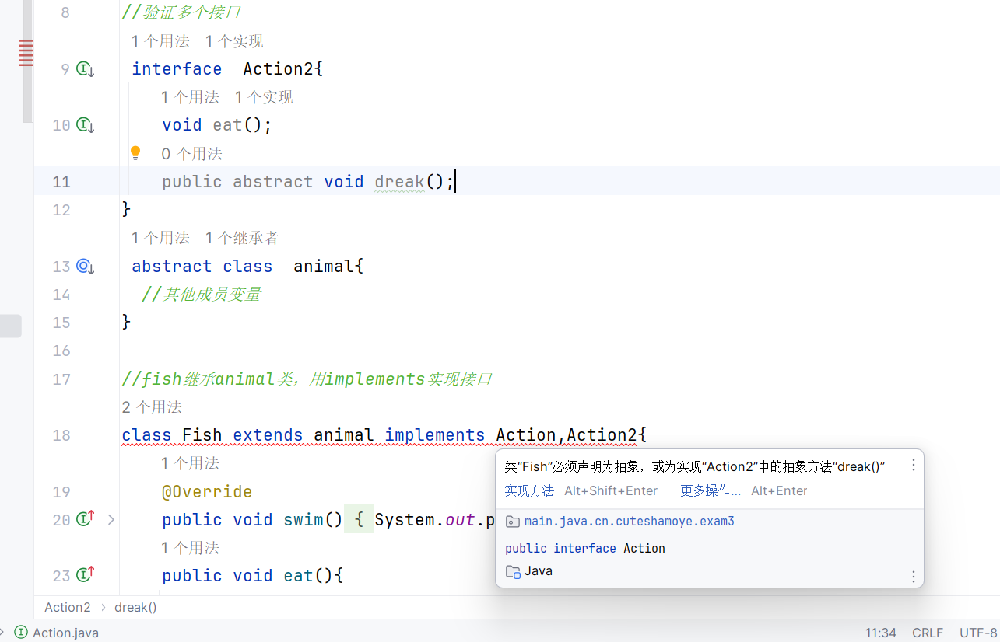 8 //验证多个接口
1 个用法 1 个实现
9 interface Action2{
1 个用法 1 个实现
10 void eat();
0 个用法
11 public abstract void dreak();
12 }
1 个用法 1 个继承者
13 abstract class animal{
14 //其他成员变量
15 }
16
17 //fish继承animal类，用implements实现接口
2 个用法
18 class Fish extends animal implements Action,Action2{
1 个用法
19 @Override
20 public void swim() { System.out.p
1 个用法
23 public void eat(){
类“Fish”必须声明为抽象，或为实现“Action2”中的抽象方法“dreak()”
实现方法 Alt+Shift+Enter 更多操作... Alt+Enter
main.java.cn.cuteshamoye.exam3
public interface Action
Java
Action2 › dreak()
Action.java 11:34 CRLF UTF-8